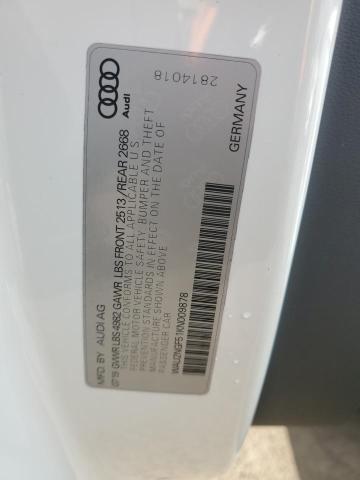 MFD. BY AUDI AG
07/19 GVWR LBS 4982 GAWR LBS FRONT 2513 / REAR 2668
THIS VEHICLE CONFORMS TO ALL APPLICABLE U S
FEDERAL MOTOR VEHICLE SAFETY, BUMPER AND THEFT
PREVENTION STANDARDS IN EFFECT ON THE DATE OF
MANUFACTURE SHOWN ABOVE
PASSENGER CAR
Audi
WAUZNGF51KN009878
2814018
GERMANY